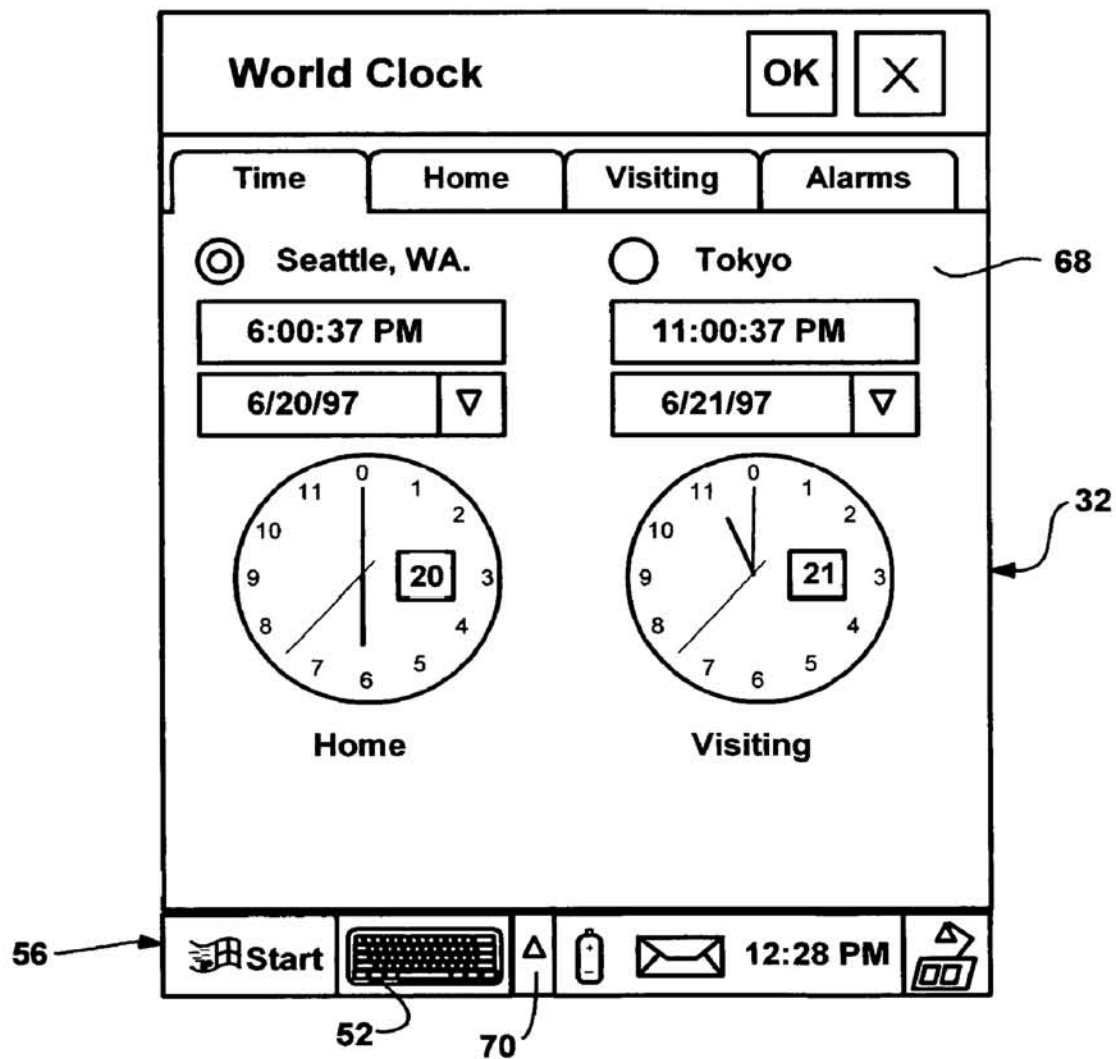 World Clock OK X
Time Home Visiting Alarms
Seattle, WA. Tokyo 68
6:00:37 PM 11:00:37 PM
6/20/97 6/21/97
0 1 2 3 4 5 6 7 8 9 10 11
20
0 1 2 3 4 5 6 7 8 9 10 11
21
32
Home Visiting
56 Start 12:28 PM
52 70